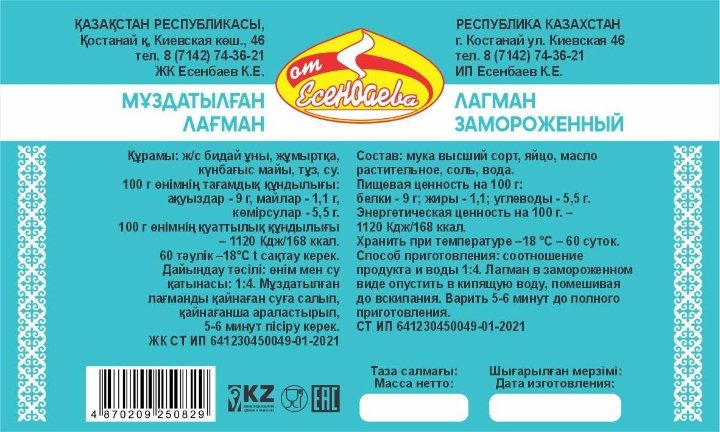 ҚАЗАҚСТАН РЕСПУБЛИКАСЫ,
Қостанай қ, Киевская көш., 46
тел. 8 (7142) 74-36-21
ЖК Есенбаев К.Е.
от
Есенбаева
РЕСПУБЛИКА КАЗАХСТАН
г. Костанай ул. Киевская 46
тел. 8 (7142) 74-36-21
ИП Есенбаев К.Е.
МҰЗДАТЫЛҒАН
ЛАҒМАН
ЛАГМАН
ЗАМОРОЖЕННЫЙ
Құрамы: ж/с бидай ұны, жұмыртқа,
күнбағыс майы, тұз, су.
100 г өнімнің тағамдық құндылығы:
ақуыздар - 9 г, майлар - 1,1 г,
көмірсулар - 5,5 г.
100 г өнімнің қуаттылық құндылығы
– 1120 Кдж/168 ккал.
60 тәулік –18°С t сақтау керек.
Дайындау тәсілі: өнім мен су
қатынасы: 1:4. Мұздатылған
лағманды қайнаған суға салып,
қайнағанша араластырып,
5-6 минут пісіру керек.
ЖК СТ ИП 641230450049-01-2021
Состав: мука высший сорт, яйцо, масло
растительное, соль, вода.
Пищевая ценность на 100 г:
белки - 9 г; жиры - 1,1; углеводы - 5,5 г.
Энергетическая ценность на 100 г. –
1120 Кдж/168 ккал.
Хранить при температуре –18 °С – 60 суток.
Способ приготовления: соотношение
продукта и воды 1:4. Лагман в замороженном
виде опустить в кипящую воду, помешивая
до вскипания. Варить 5-6 минут до полного
приготовления.
СТ ИП 641230450049-01-2021
4 870209 250829
KZ
EAC
Таза салмағы:
Масса нетто:
Шығарылған мерзімі:
Дата изготовления: